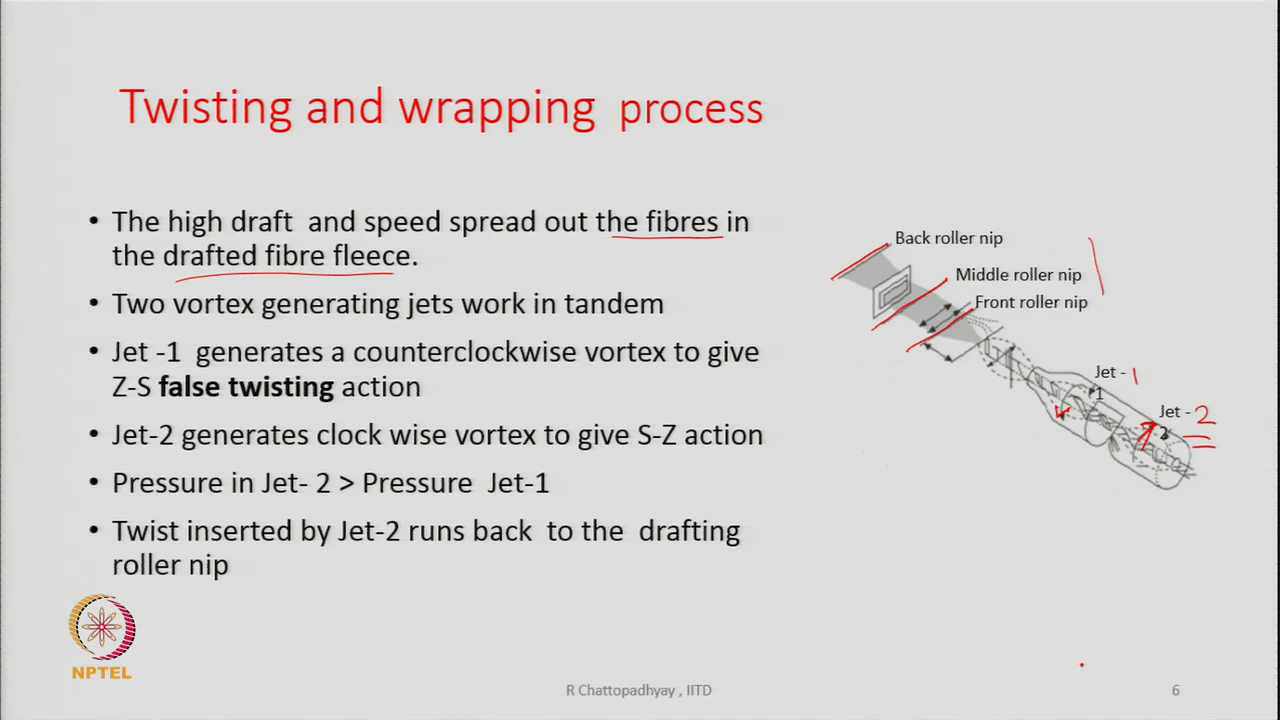 Twisting and wrapping process
• The high draft and speed spread out the fibres in
the drafted fibre fleece.
• Two vortex generating jets work in tandem
• Jet -1 generates a counterclockwise vortex to give
Z-S false twisting action
• Jet-2 generates clock wise vortex to give S-Z action
• Pressure in Jet- 2 > Pressure Jet-1
• Twist inserted by Jet-2 runs back to the drafting
roller nip
Back roller nip
Middle roller nip
Front roller nip
Jet - 1
1
Jet - 2
2
NPTEL
R Chattopadhyay , IITD
6